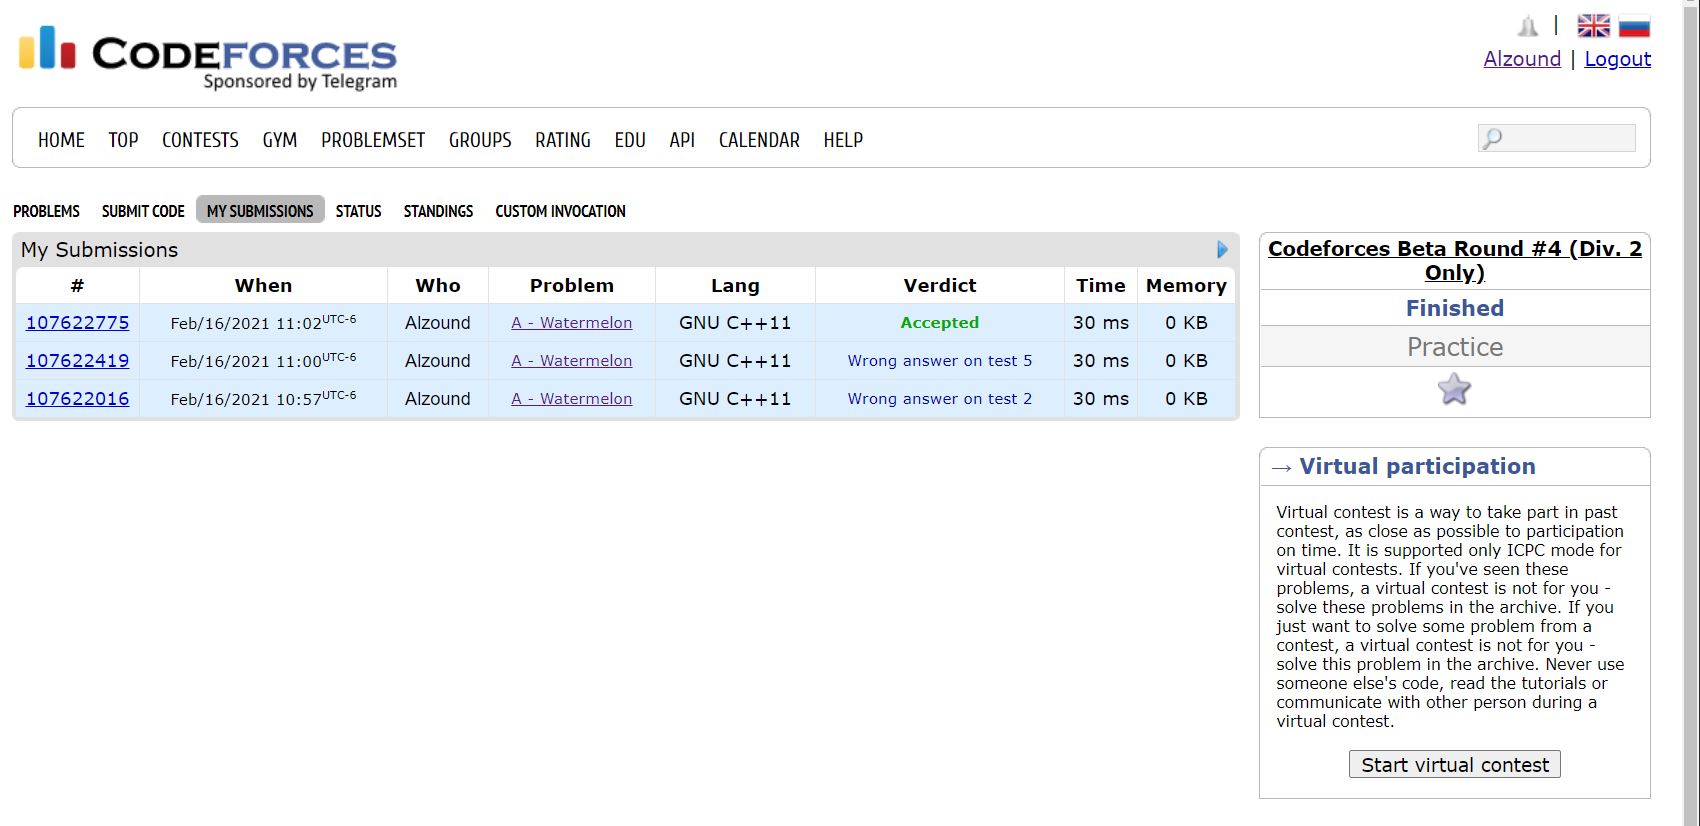 CODEFORCES
Sponsored by Telegram
|
Alzound | Logout
HOME TOP CONTESTS GYM PROBLEMSET GROUPS RATING EDU API CALENDAR HELP
PROBLEMS SUBMIT CODE MY SUBMISSIONS STATUS STANDINGS CUSTOM INVOCATION
My Submissions
# When Who Problem Lang Verdict Time Memory
107622775 Feb/16/2021 11:02UTC-6 Alzound A - Watermelon GNU C++11 Accepted 30 ms 0 KB
107622419 Feb/16/2021 11:00UTC-6 Alzound A - Watermelon GNU C++11 Wrong answer on test 5 30 ms 0 KB
107622016 Feb/16/2021 10:57UTC-6 Alzound A - Watermelon GNU C++11 Wrong answer on test 2 30 ms 0 KB
Codeforces Beta Round #4 (Div. 2
Only)
Finished
Practice
→ Virtual participation
Virtual contest is a way to take part in past
contest, as close as possible to participation
on time. It is supported only ICPC mode for
virtual contests. If you've seen these
problems, a virtual contest is not for you -
solve these problems in the archive. If you
just want to solve some problem from a
contest, a virtual contest is not for you -
solve this problem in the archive. Never use
someone else's code, read the tutorials or
communicate with other person during a
virtual contest.
Start virtual contest